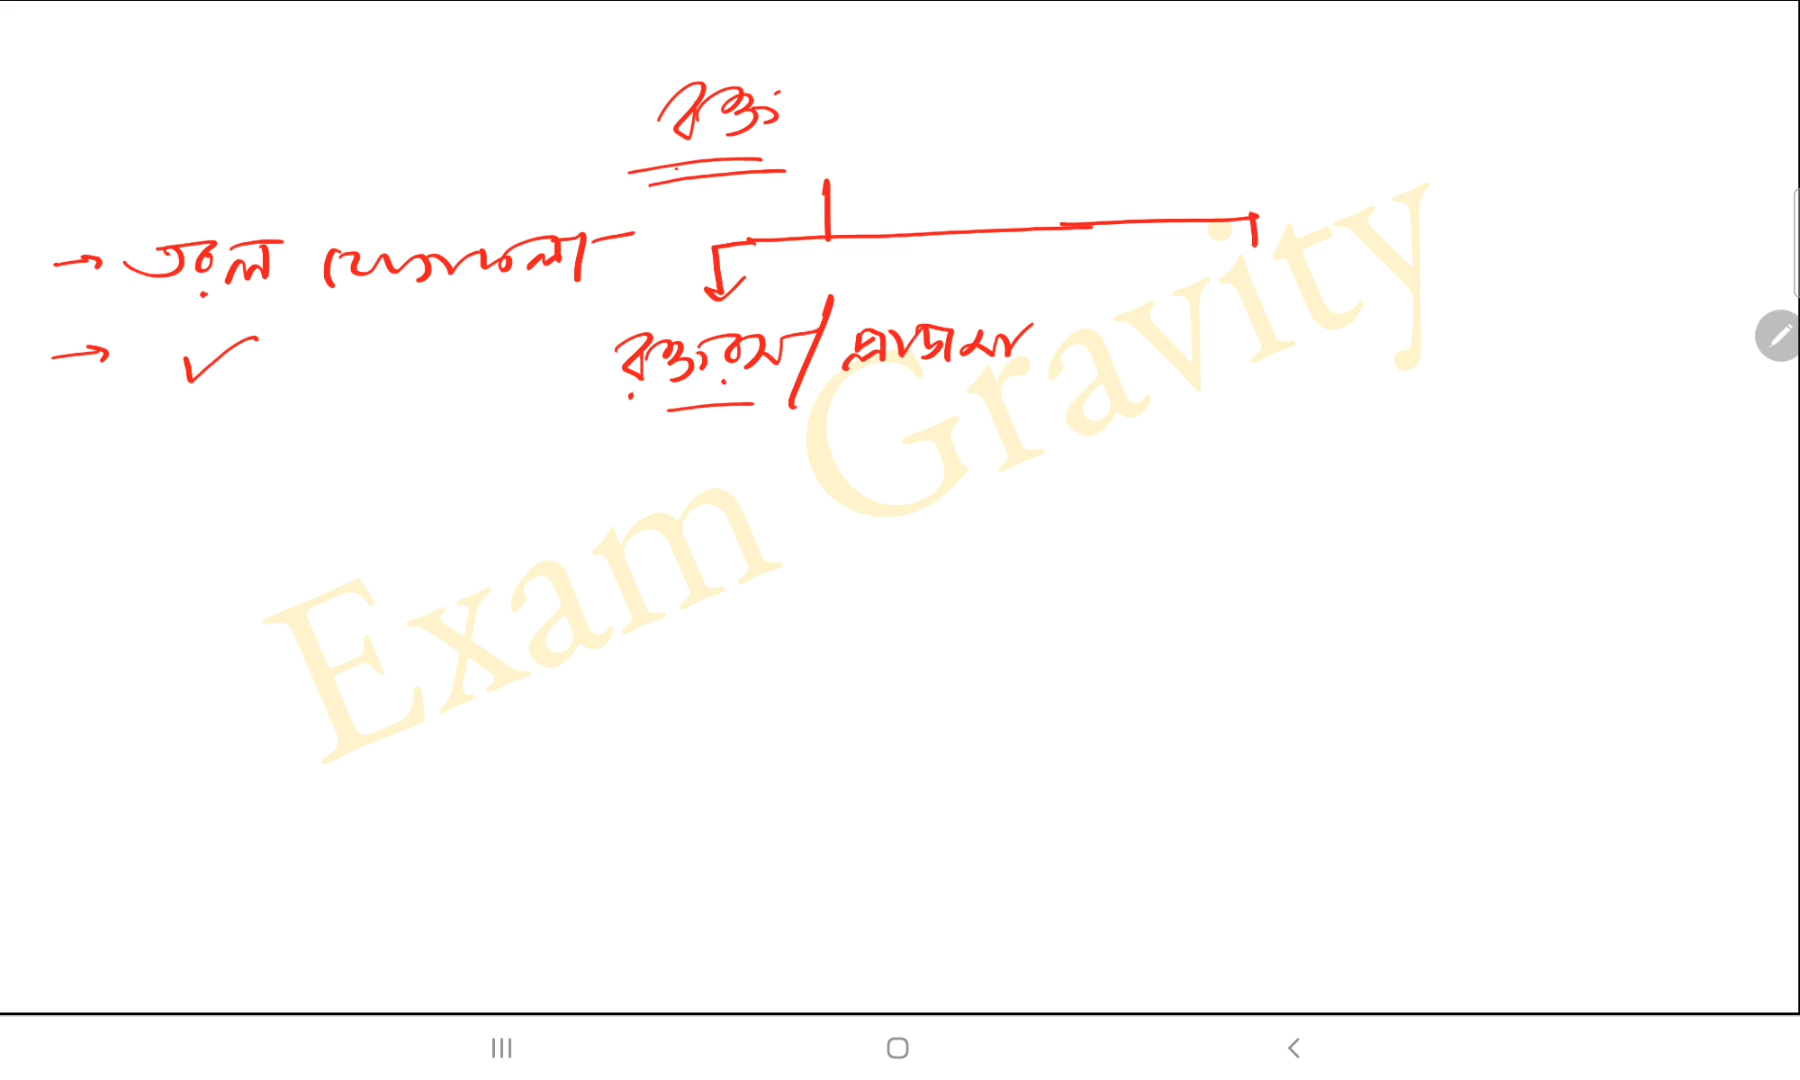 রক্ত
→ তরল যোজক কলা
→ ✓
রক্তরস / প্লাজমা
Exam Gravity